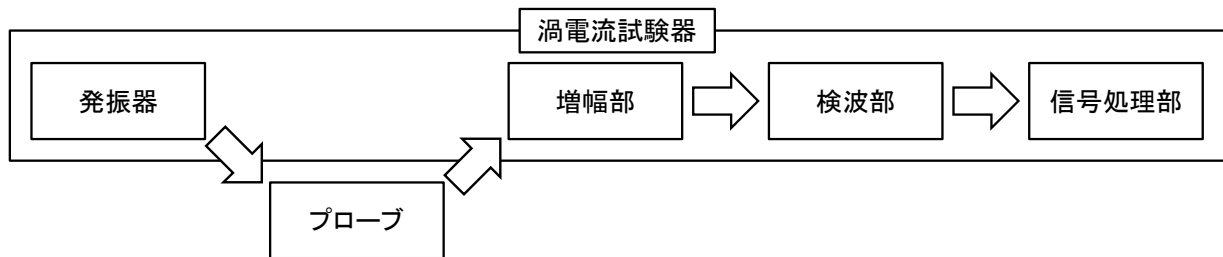 渦電流試験器
発振器
増幅部
検波部
信号処理部
プローブ